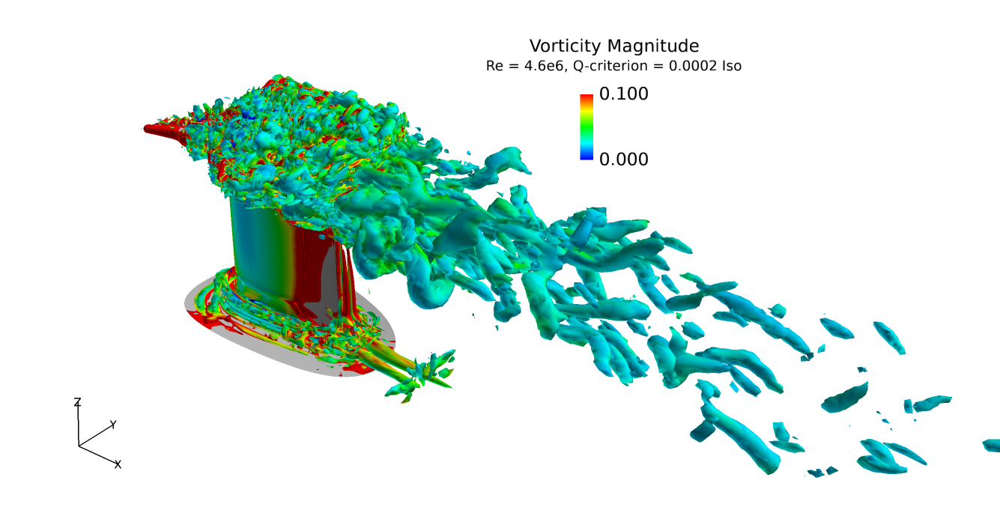 Vorticity Magnitude
Re = 4.6e6, Q-criterion = 0.0002 Iso
0.100
0.000
Z
Y
X